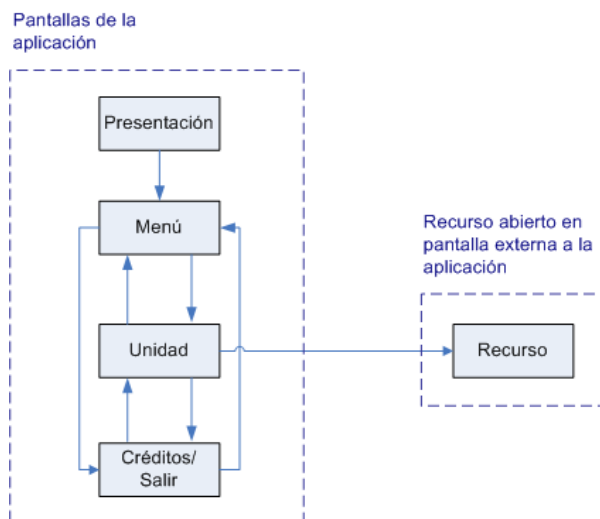 Pantallas de la
aplicación
Presentación
Menú
Unidad
Créditos/
Salir
Recurso abierto en
pantalla externa a la
aplicación
Recurso